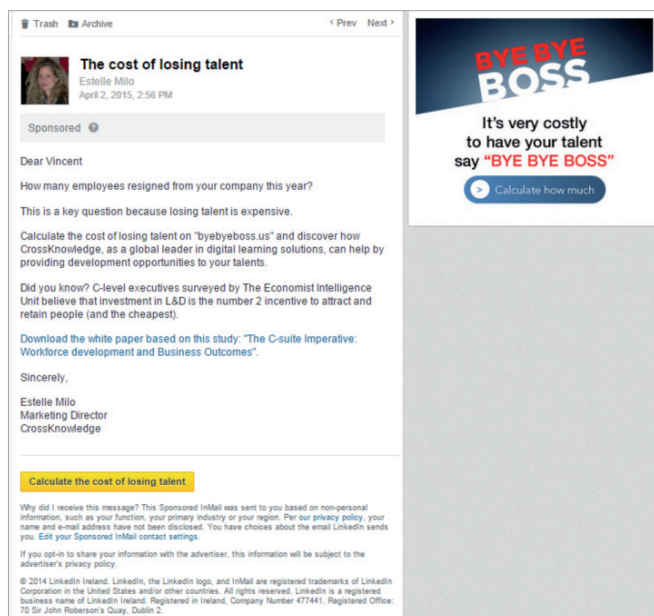 Trash Archive ‹ Prev Next ›
The cost of losing talent
Estelle Milo
April 2, 2015, 2:56 PM
Sponsored ?
Dear Vincent
How many employees resigned from your company this year?
This is a key question because losing talent is expensive.
Calculate the cost of losing talent on "byebyeboss.us" and discover how
CrossKnowledge, as a global leader in digital learning solutions, can help by
providing development opportunities to your talents.
Did you know? C-level executives surveyed by The Economist Intelligence
Unit believe that investment in L&D is the number 2 incentive to attract and
retain people (and the cheapest).
Download the white paper based on this study: "The C-suite Imperative:
Workforce development and Business Outcomes".
Sincerely,
Estelle Milo
Marketing Director
CrossKnowledge
Calculate the cost of losing talent
Why did I receive this message? This Sponsored InMail was sent to you based on non-personal
information, such as your function, your primary industry or your region. Per our privacy policy, your
name and e-mail address have not been disclosed. You have choices about the email LinkedIn sends
you. Edit your Sponsored InMail contact settings.
If you opt-in to share your information with the advertiser, this information will be subject to the
advertiser's privacy policy.
© 2014 LinkedIn Ireland. LinkedIn, the LinkedIn logo, and InMail are registered trademarks of LinkedIn
Corporation in the United States and/or other countries. All rights reserved. LinkedIn is a registered
business name of LinkedIn Ireland. Registered in Ireland, Company Number 477441. Registered Office:
70 Sir John Roberson's Quay, Dublin 2.
BYE BYE
BOSS
It's very costly
to have your talent
say "BYE BYE BOSS"
> Calculate how much